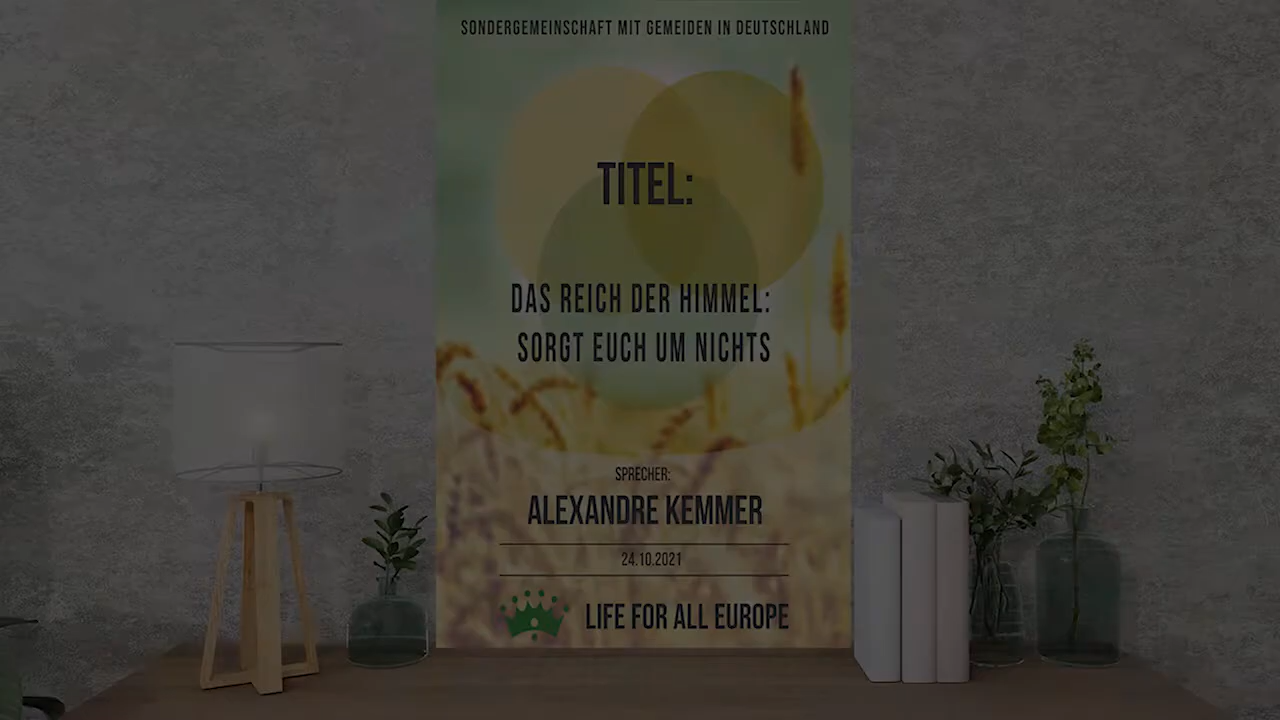 SONDERGEMEINSCHAFT MIT GEMEIDEN IN DEUTSCHLAND
TITEL:
DAS REICH DER HIMMEL:
SORGT EUCH UM NICHTS
SPRECHER:
ALEXANDRE KEMMER
24.10.2021
LIFE FOR ALL EUROPE